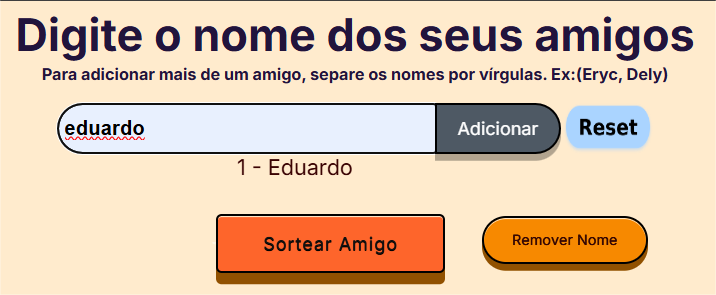 Digite o nome dos seus amigos
Para adicionar mais de um amigo, separe os nomes por vírgulas. Ex:(Eryc, Dely)
eduardo Adicionar Reset
1 - Eduardo
Sortear Amigo Remover Nome